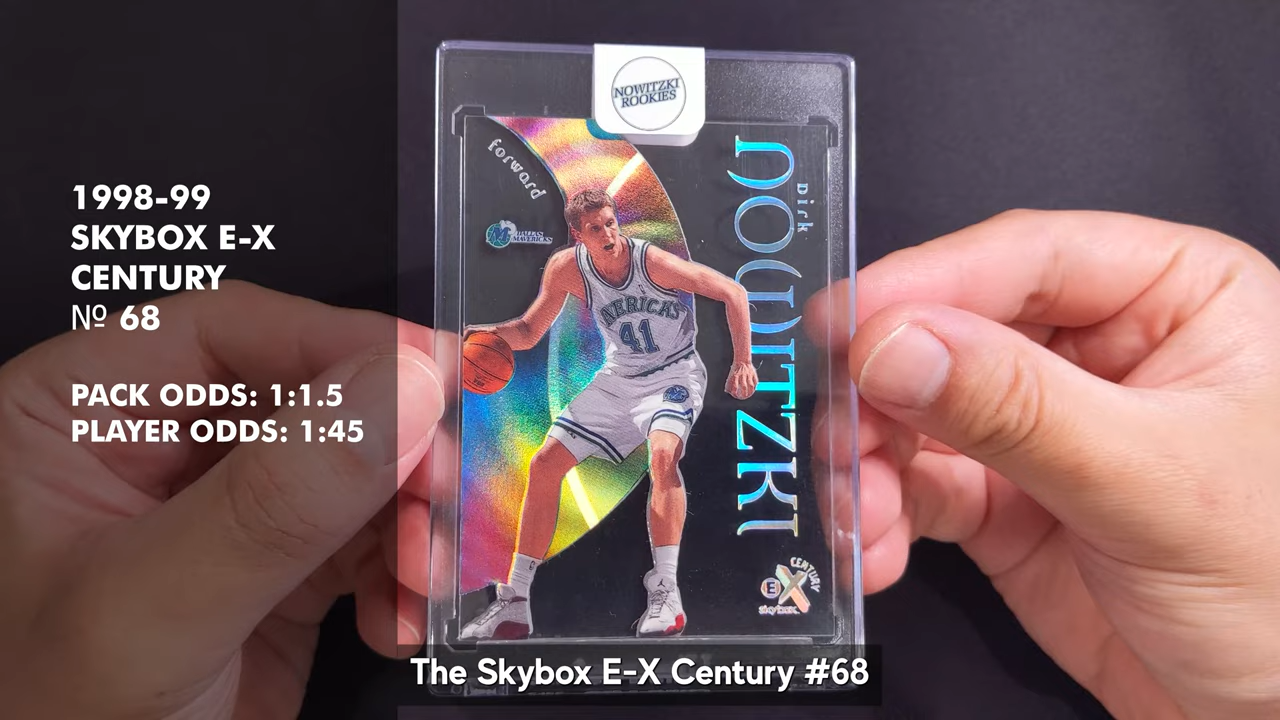 1998-99
SKYBOX E-X
CENTURY
Nº 68
PACK ODDS: 1:1.5
PLAYER ODDS: 1:45
NOWITZKI
ROOKIES
forward
DALLAS
MAVERICKS
Dirk
NOWITZKI
AVERICKS
41
CENTURY
E X
skybox
The Skybox E-X Century #68